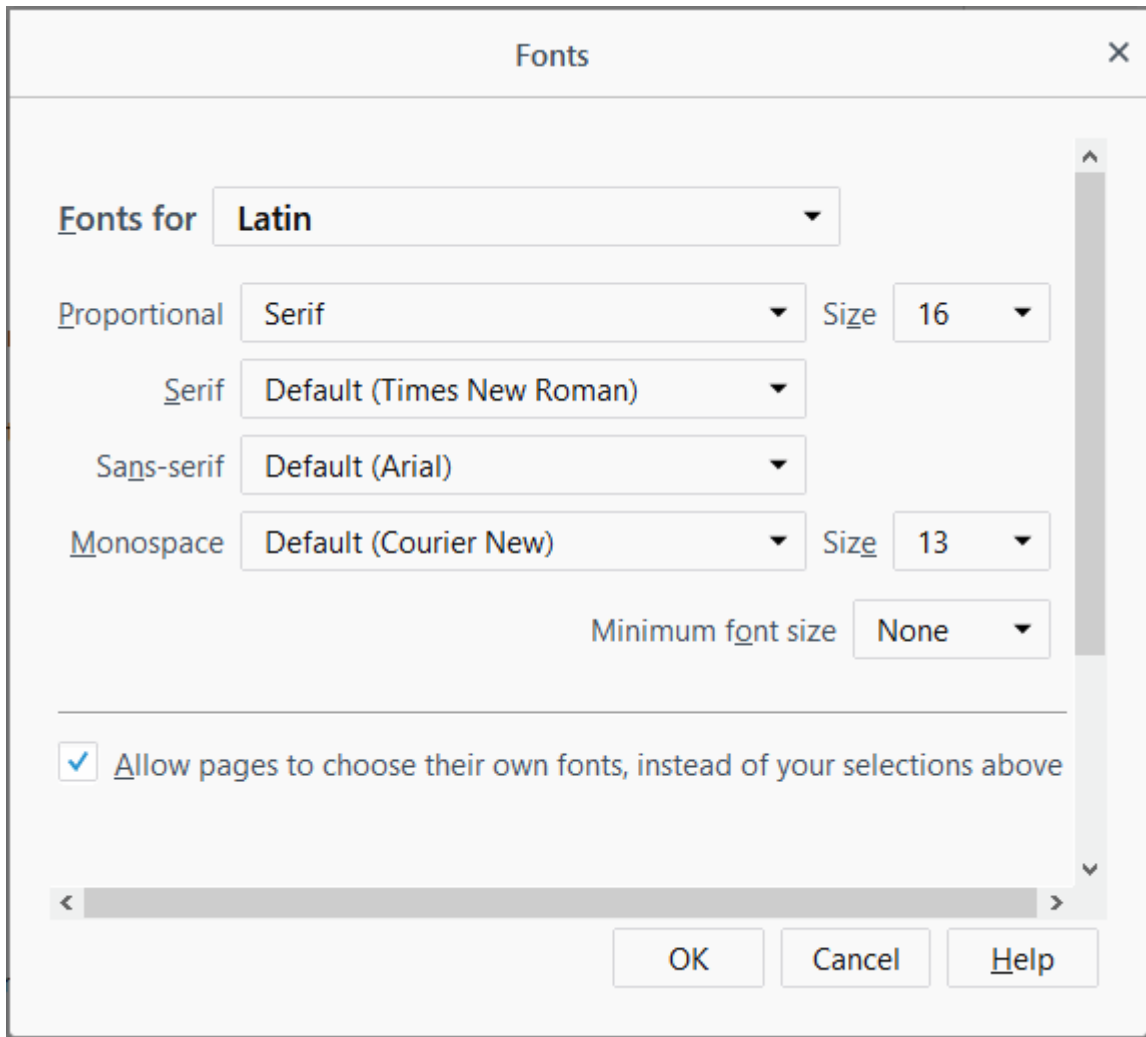 Fonts
Fonts for Latin
Proportional Serif Size 16
Serif Default (Times New Roman)
Sans-serif Default (Arial)
Monospace Default (Courier New) Size 13
Minimum font size None
Allow pages to choose their own fonts, instead of your selections above
OK Cancel Help